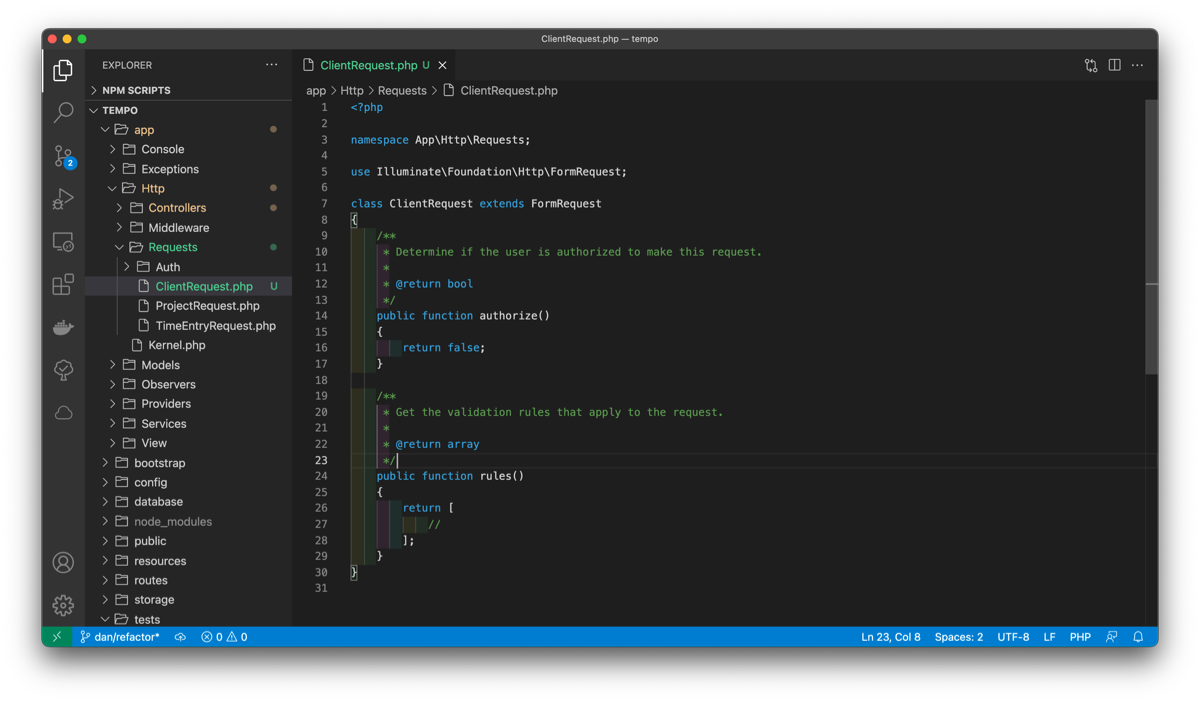 ClientRequest.php — tempo
EXPLORER
NPM SCRIPTS
TEMPO
app
Console
Exceptions
Http
Controllers
Middleware
Requests
Auth
ClientRequest.php U
ProjectRequest.php
TimeEntryRequest.php
Kernel.php
Models
Observers
Providers
Services
View
bootstrap
config
database
node_modules
public
resources
routes
storage
tests
2
ClientRequest.php U
app > Http > Requests > ClientRequest.php
1 <?php
2
3 namespace App\Http\Requests;
4
5 use Illuminate\Foundation\Http\FormRequest;
6
7 class ClientRequest extends FormRequest
8 {
9 /**
10 * Determine if the user is authorized to make this request.
11 *
12 * @return bool
13 */
14 public function authorize()
15 {
16 return false;
17 }
18
19 /**
20 * Get the validation rules that apply to the request.
21 *
22 * @return array
23 */
24 public function rules()
25 {
26 return [
27 //
28 ];
29 }
30 }
31
dan/refactor* 0 0 Ln 23, Col 8 Spaces: 2 UTF-8 LF PHP